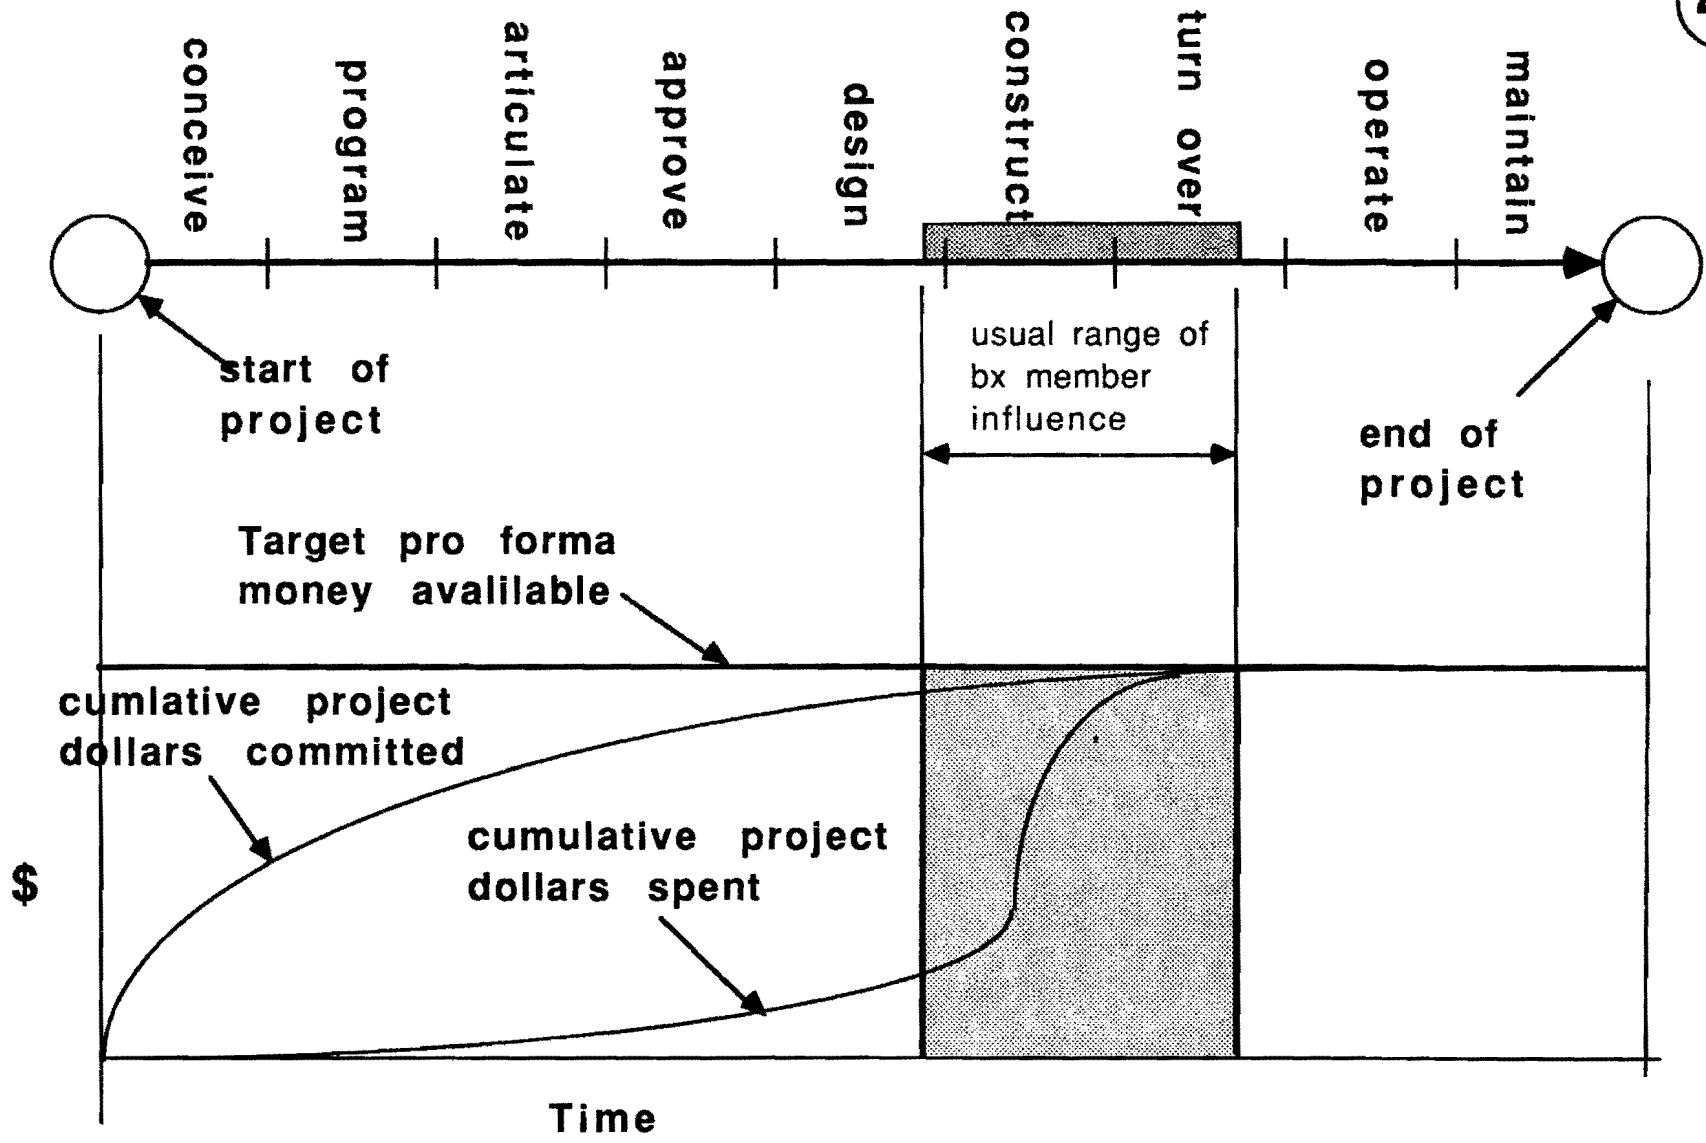 conceive
program
articulate
approve
design
construct
turn over
operate
maintain
start of
project
usual range of
bx member
influence
end of
project
Target pro forma
money avalilable
cumlative project
dollars committed
cumulative project
dollars spent
$
Time